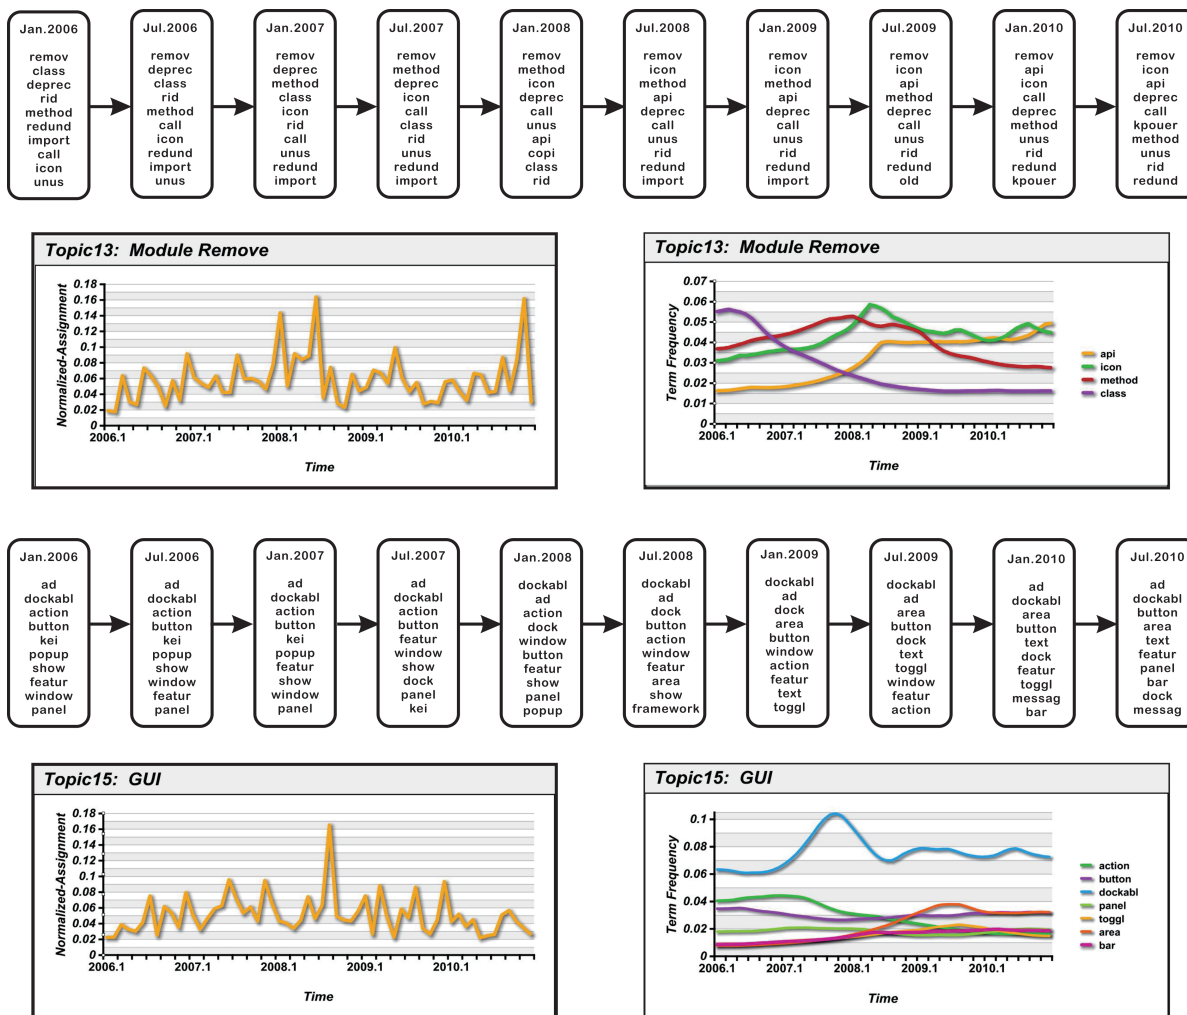 Jan.2006
remov
class
deprec
rid
method
redund
import
call
icon
unus
Jul.2006
remov
deprec
class
rid
method
call
icon
redund
import
unus
Jan.2007
remov
deprec
method
class
icon
rid
call
unus
redund
import
Jul.2007
remov
method
deprec
icon
call
class
rid
unus
redund
import
Jan.2008
remov
method
icon
deprec
call
unus
api
copi
class
rid
Jul.2008
remov
icon
method
api
deprec
call
unus
rid
redund
import
Jan.2009
remov
icon
method
api
deprec
call
unus
rid
redund
import
Jul.2009
remov
icon
api
method
deprec
call
unus
rid
redund
old
Jan.2010
remov
api
icon
call
deprec
method
unus
rid
redund
kpouer
Jul.2010
remov
icon
api
deprec
call
kpouer
method
unus
rid
redund
Topic13: Module Remove
Normalized-Assignment
0.18
0.16
0.14
0.12
0.1
0.08
0.06
0.04
0.02
0
2006.1 2007.1 2008.1 2009.1 2010.1
Time
Topic13: Module Remove
Term Frequency
0.07
0.06
0.05
0.04
0.03
0.02
0.01
0
2006.1 2007.1 2008.1 2009.1 2010.1
Time
api
icon
method
class
Jan.2006
ad
dockabl
action
button
kei
popup
show
featur
window
panel
Jul.2006
ad
dockabl
action
button
kei
popup
show
window
featur
panel
Jan.2007
ad
dockabl
action
button
kei
popup
featur
show
window
panel
Jul.2007
ad
dockabl
action
button
featur
window
show
dock
panel
kei
Jan.2008
dockabl
ad
action
dock
window
button
featur
show
panel
popup
Jul.2008
dockabl
ad
dock
button
action
window
featur
area
show
framework
Jan.2009
dockabl
ad
dock
area
button
window
action
featur
text
toggl
Jul.2009
dockabl
ad
area
button
dock
text
toggl
window
featur
action
Jan.2010
ad
dockabl
area
button
text
dock
featur
toggl
messag
bar
Jul.2010
ad
dockabl
button
area
text
featur
panel
bar
dock
messag
Topic15: GUI
Normalized-Assignment
0.18
0.16
0.14
0.12
0.1
0.08
0.06
0.04
0.02
0
2006.1 2007.1 2008.1 2009.1 2010.1
Time
Topic15: GUI
Term Frequency
0.1
0.08
0.06
0.04
0.02
0
2006.1 2007.1 2008.1 2009.1 2010.1
Time
action
button
dockabl
panel
toggl
area
bar